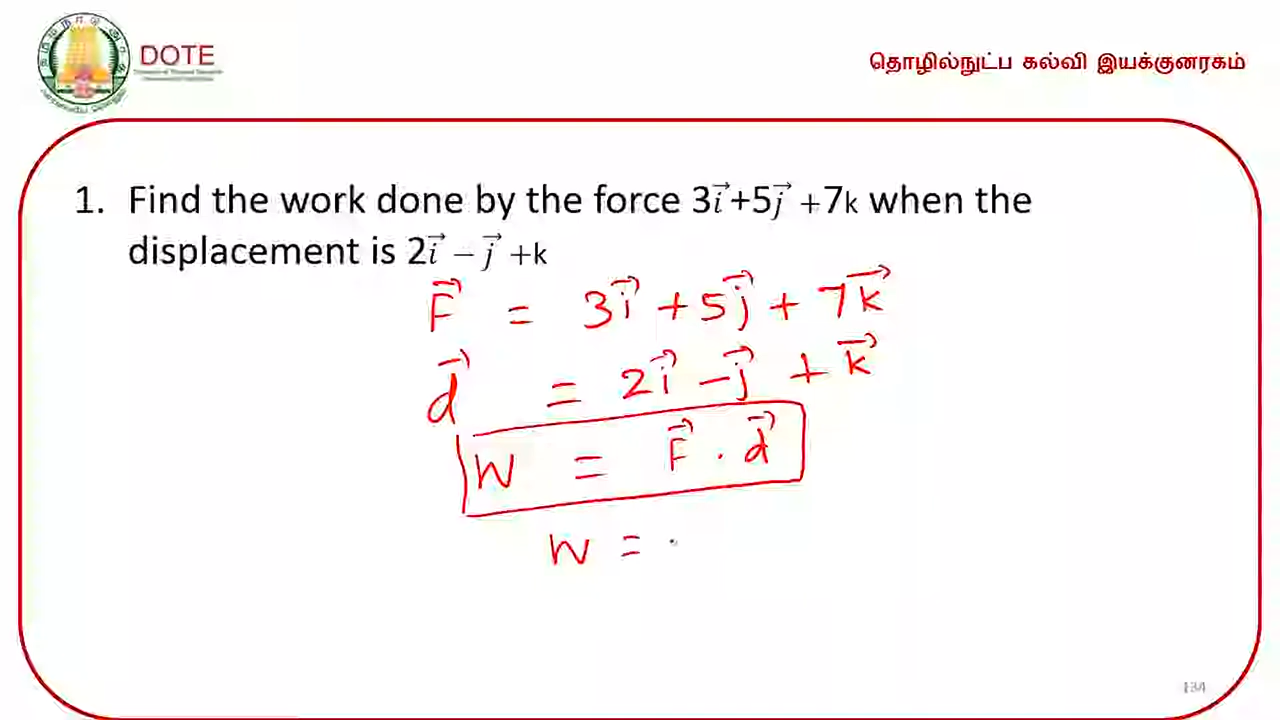 DOTE
தொழில்நுட்ப கல்வி இயக்குனரகம்
1. Find the work done by the force 3i⃗+5j⃗ +7k when the
displacement is 2i⃗ − j⃗ +k
F⃗ = 3i⃗ + 5j⃗ + 7k⃗
d⃗ = 2i⃗ − j⃗ + k⃗
W = F⃗ . d⃗
W =
134